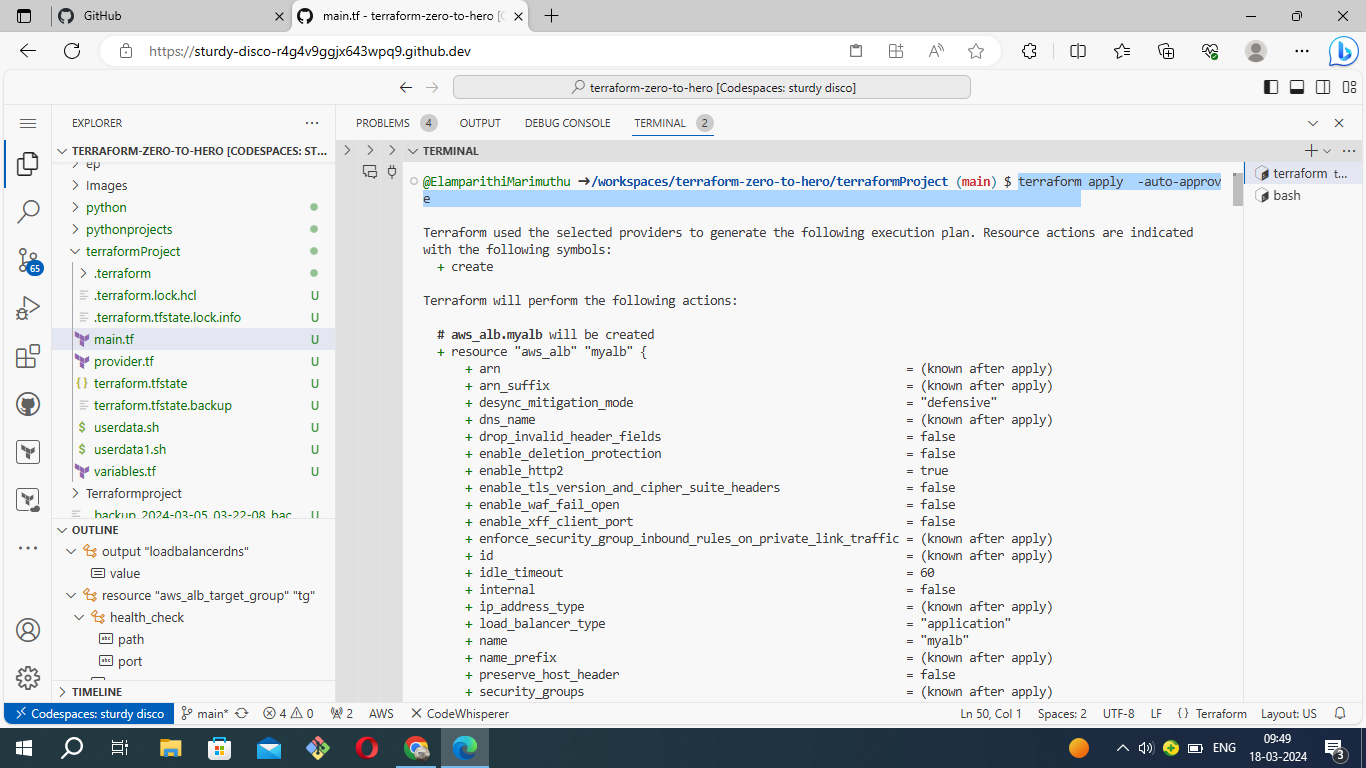 GitHub
main.tf - terraform-zero-to-hero [C
https://sturdy-disco-r4g4v9ggjx643wpq9.github.dev
terraform-zero-to-hero [Codespaces: sturdy disco]
EXPLORER
PROBLEMS 4 OUTPUT DEBUG CONSOLE TERMINAL 2
TERRAFORM-ZERO-TO-HERO [CODESPACES: ST...
ep
Images
python
pythonprojects
terraformProject
.terraform
.terraform.lock.hcl U
.terraform.tfstate.lock.info U
main.tf U
provider.tf U
terraform.tfstate U
terraform.tfstate.backup U
userdata.sh U
userdata1.sh U
variables.tf U
Terraformproject
backup_2024-03-05_03-22-08_bac... U
65
OUTLINE
output "loadbalancerdns"
value
resource "aws_alb_target_group" "tg"
health_check
path
port
TIMELINE
TERMINAL
@ElamparithiMarimuthu ➜/workspaces/terraform-zero-to-hero/terraformProject (main) $ terraform apply  -auto-approv
e
Terraform used the selected providers to generate the following execution plan. Resource actions are indicated
with the following symbols:
+ create
Terraform will perform the following actions:
# aws_alb.myalb will be created
+ resource "aws_alb" "myalb" {
+ arn = (known after apply)
+ arn_suffix = (known after apply)
+ desync_mitigation_mode = "defensive"
+ dns_name = (known after apply)
+ drop_invalid_header_fields = false
+ enable_deletion_protection = false
+ enable_http2 = true
+ enable_tls_version_and_cipher_suite_headers = false
+ enable_waf_fail_open = false
+ enable_xff_client_port = false
+ enforce_security_group_inbound_rules_on_private_link_traffic = (known after apply)
+ id = (known after apply)
+ idle_timeout = 60
+ internal = false
+ ip_address_type = (known after apply)
+ load_balancer_type = "application"
+ name = "myalb"
+ name_prefix = (known after apply)
+ preserve_host_header = false
+ security_groups = (known after apply)
terraform t...
bash
Codespaces: sturdy disco main* 4 0 2 AWS CodeWhisperer Ln 50, Col 1 Spaces: 2 UTF-8 LF { } Terraform Layout: US
ENG
09:49
18-03-2024
3